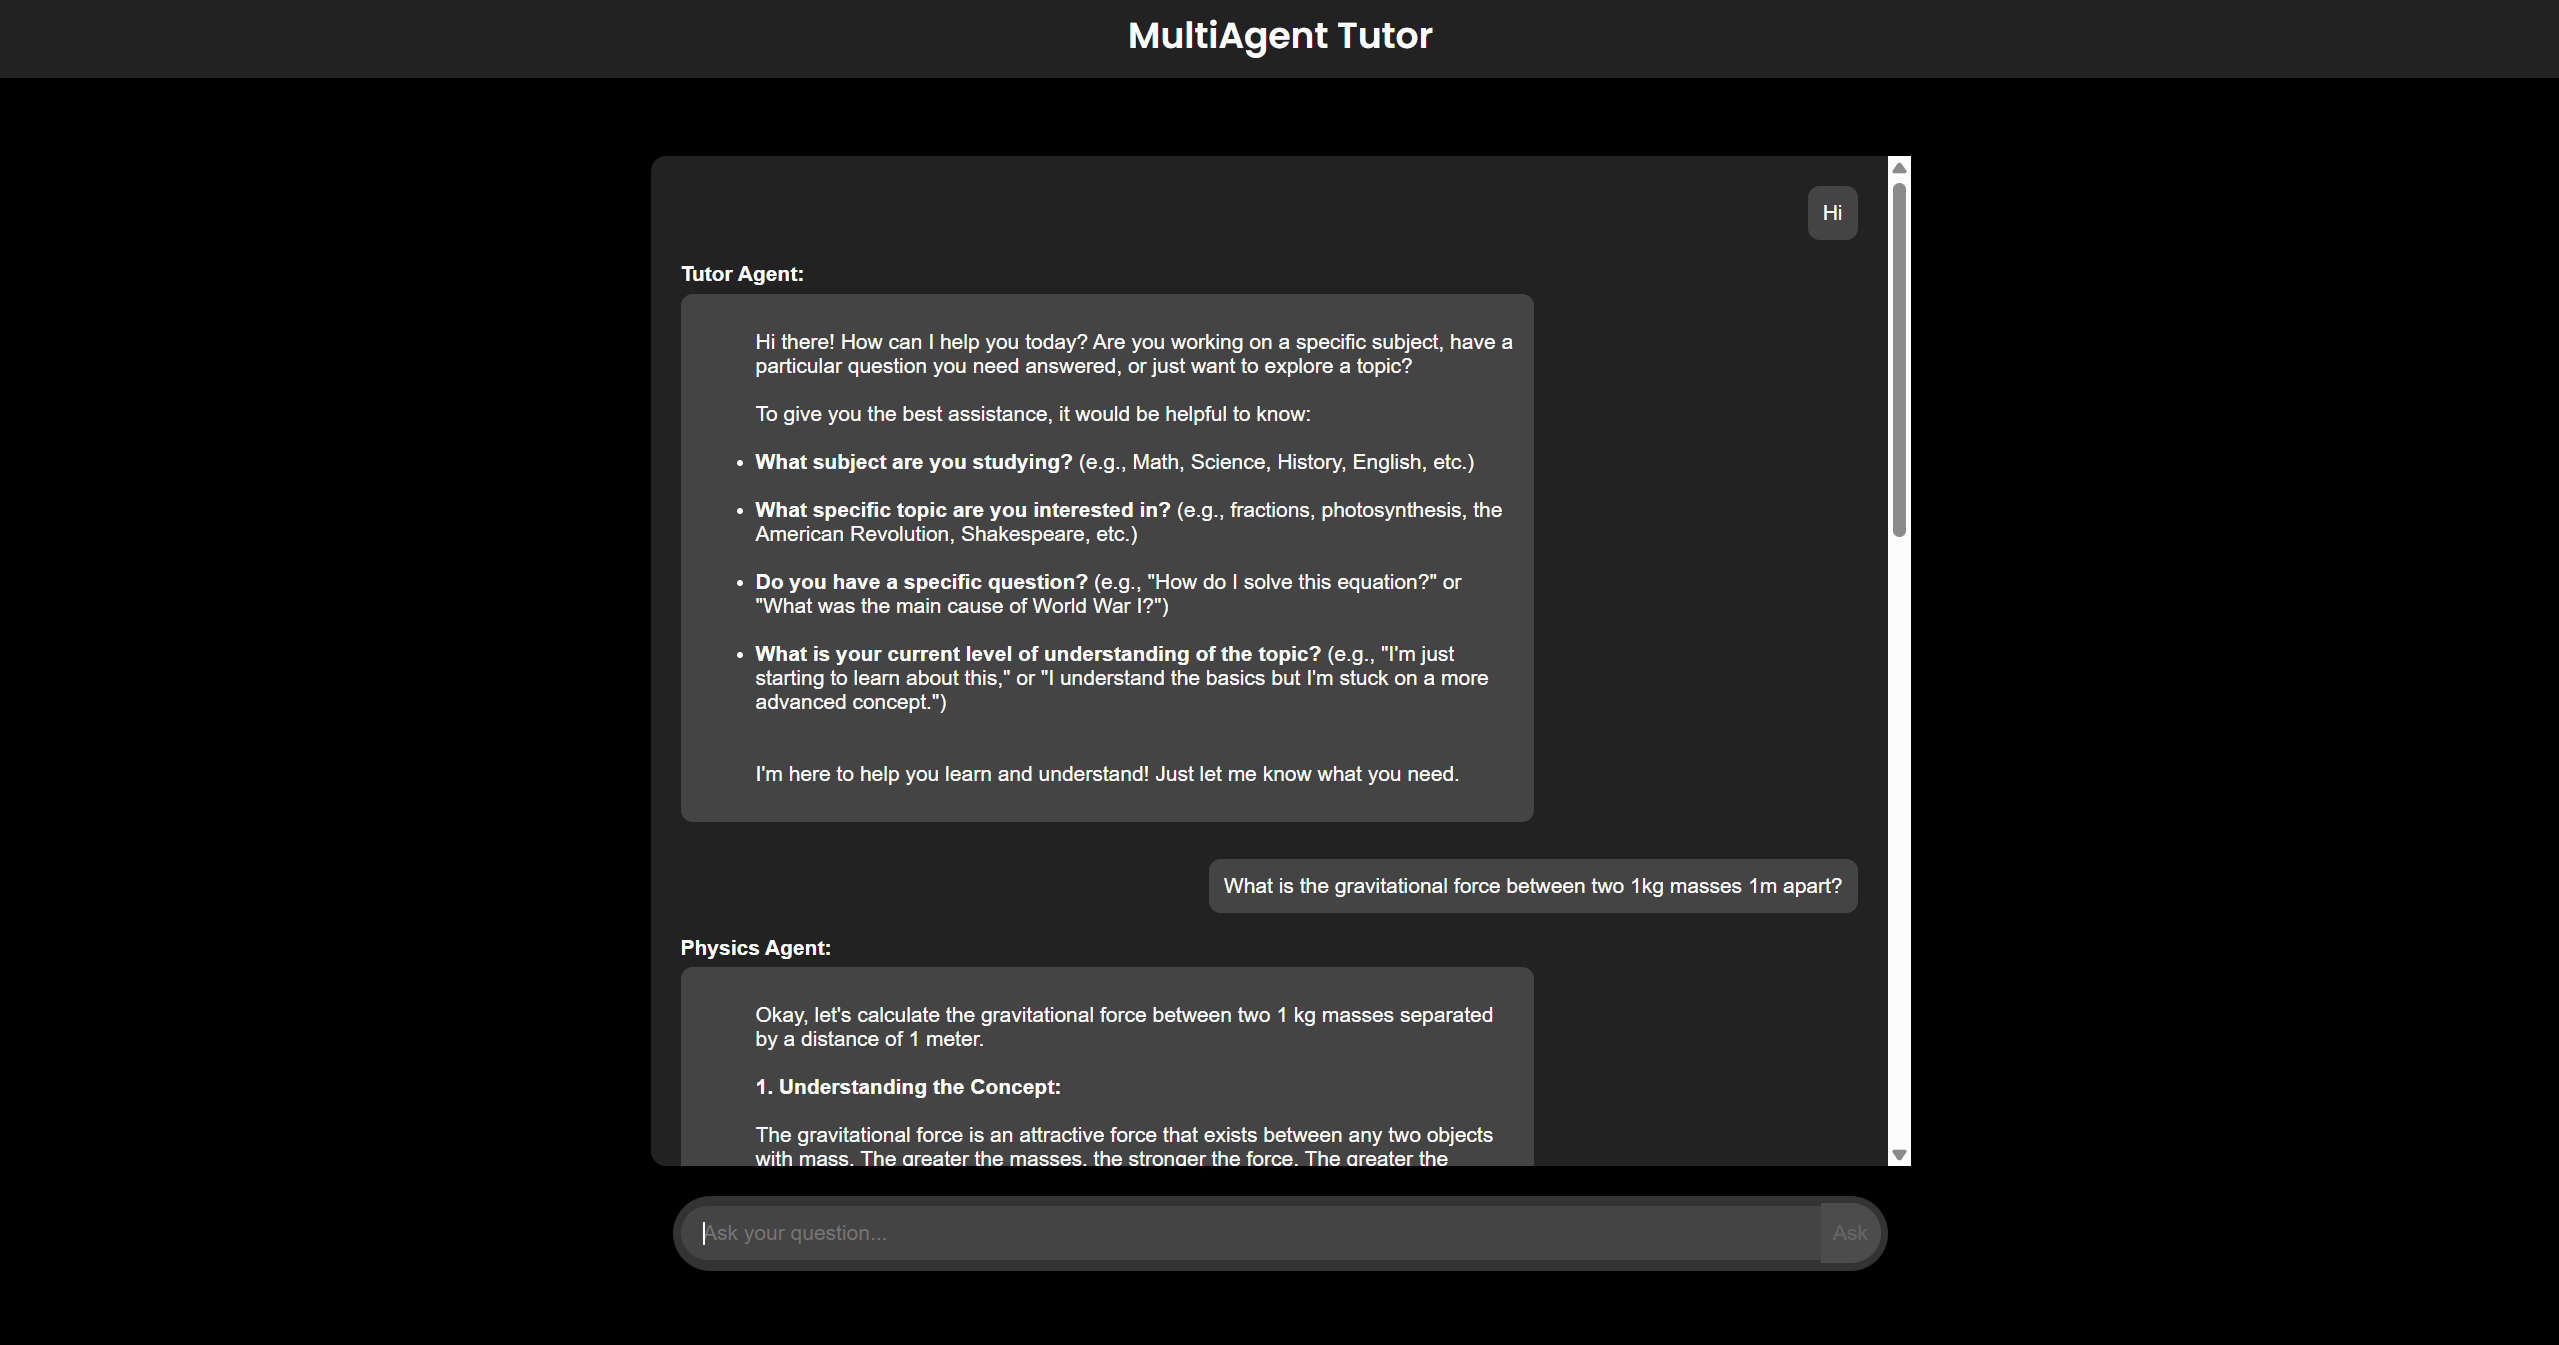 MultiAgent Tutor
Hi
Tutor Agent:
Hi there! How can I help you today? Are you working on a specific subject, have a
particular question you need answered, or just want to explore a topic?
To give you the best assistance, it would be helpful to know:
• What subject are you studying? (e.g., Math, Science, History, English, etc.)
• What specific topic are you interested in? (e.g., fractions, photosynthesis, the
American Revolution, Shakespeare, etc.)
• Do you have a specific question? (e.g., "How do I solve this equation?" or
"What was the main cause of World War I?")
• What is your current level of understanding of the topic? (e.g., "I'm just
starting to learn about this," or "I understand the basics but I'm stuck on a more
advanced concept.")
I'm here to help you learn and understand! Just let me know what you need.
What is the gravitational force between two 1kg masses 1m apart?
Physics Agent:
Okay, let's calculate the gravitational force between two 1 kg masses separated
by a distance of 1 meter.
1. Understanding the Concept:
The gravitational force is an attractive force that exists between any two objects
with mass. The greater the masses, the stronger the force. The greater the
Ask your question...
Ask